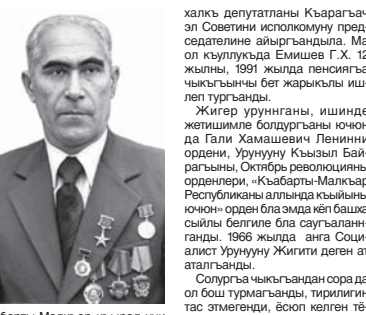 халкъ депутатланы Къарагъач
эл Советини исполкомуну пред-
седателине айыргъандыла. Ма
ол къуллукъда Емишев Г.Х. 12
жылны, 1991 жылда пенсиягъа
чыкъгъынчы бет жарыкълы иш-
леп тургъанды.
Жигер уруннганы, ишинде
жетишимле болдургъаны ючюн
да Гали Хамашевич Ленинни
ордени, Урунууну Къызыл Бай-
рагъыны, Октябрь революцияны
орденлери, «Къабарты-Малкъар
Республиканы аллында къыйыны
ючюн» орден бла эмда кёп башха
сыйлы белгиле бла саугъаланн-
ганды. 1966 жылда анга Соци-
алист Урунууну Жигити деген ат
аталгъанды.
Солургъа чыкъгъандан сора да
ол бош турмагъанды, тирилигин
тас этмегенди, ёсюп келген тё-